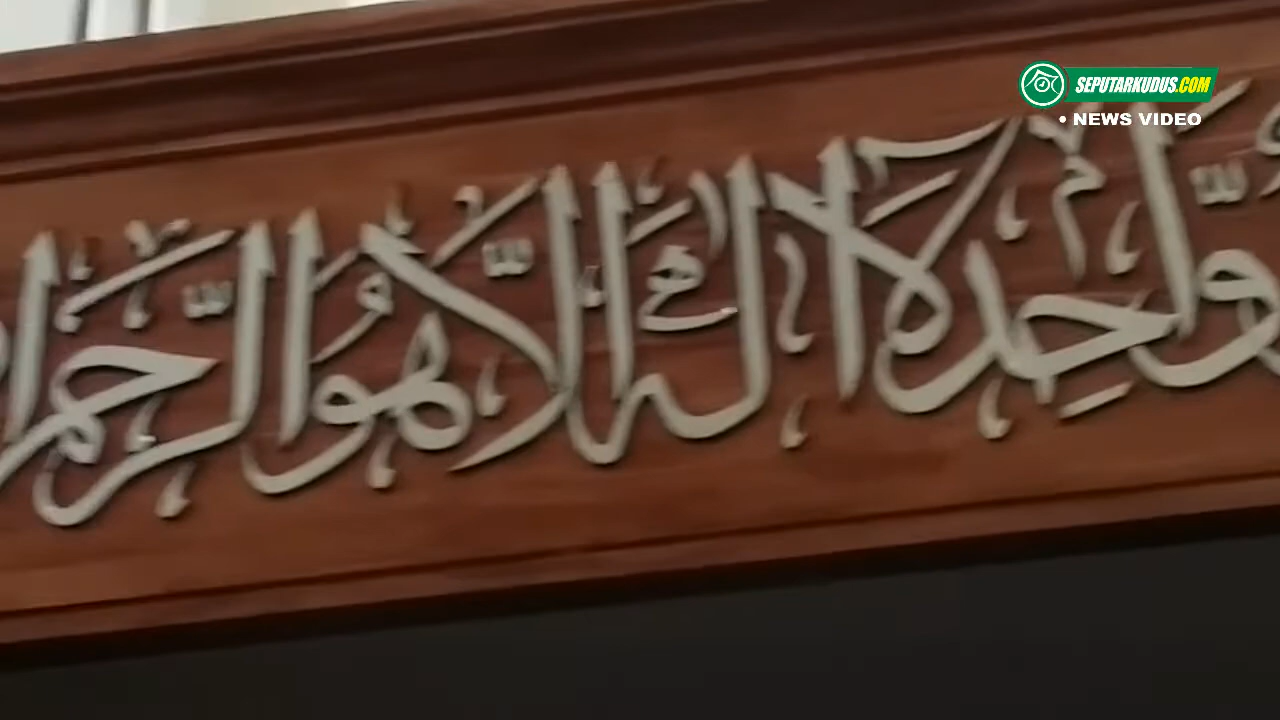 SEPUTARKUDUS.COM
• NEWS VIDEO
وَّاحِدٌ لَا اِلٰهَ اِلَّا هُوَ الرَّحْمٰ